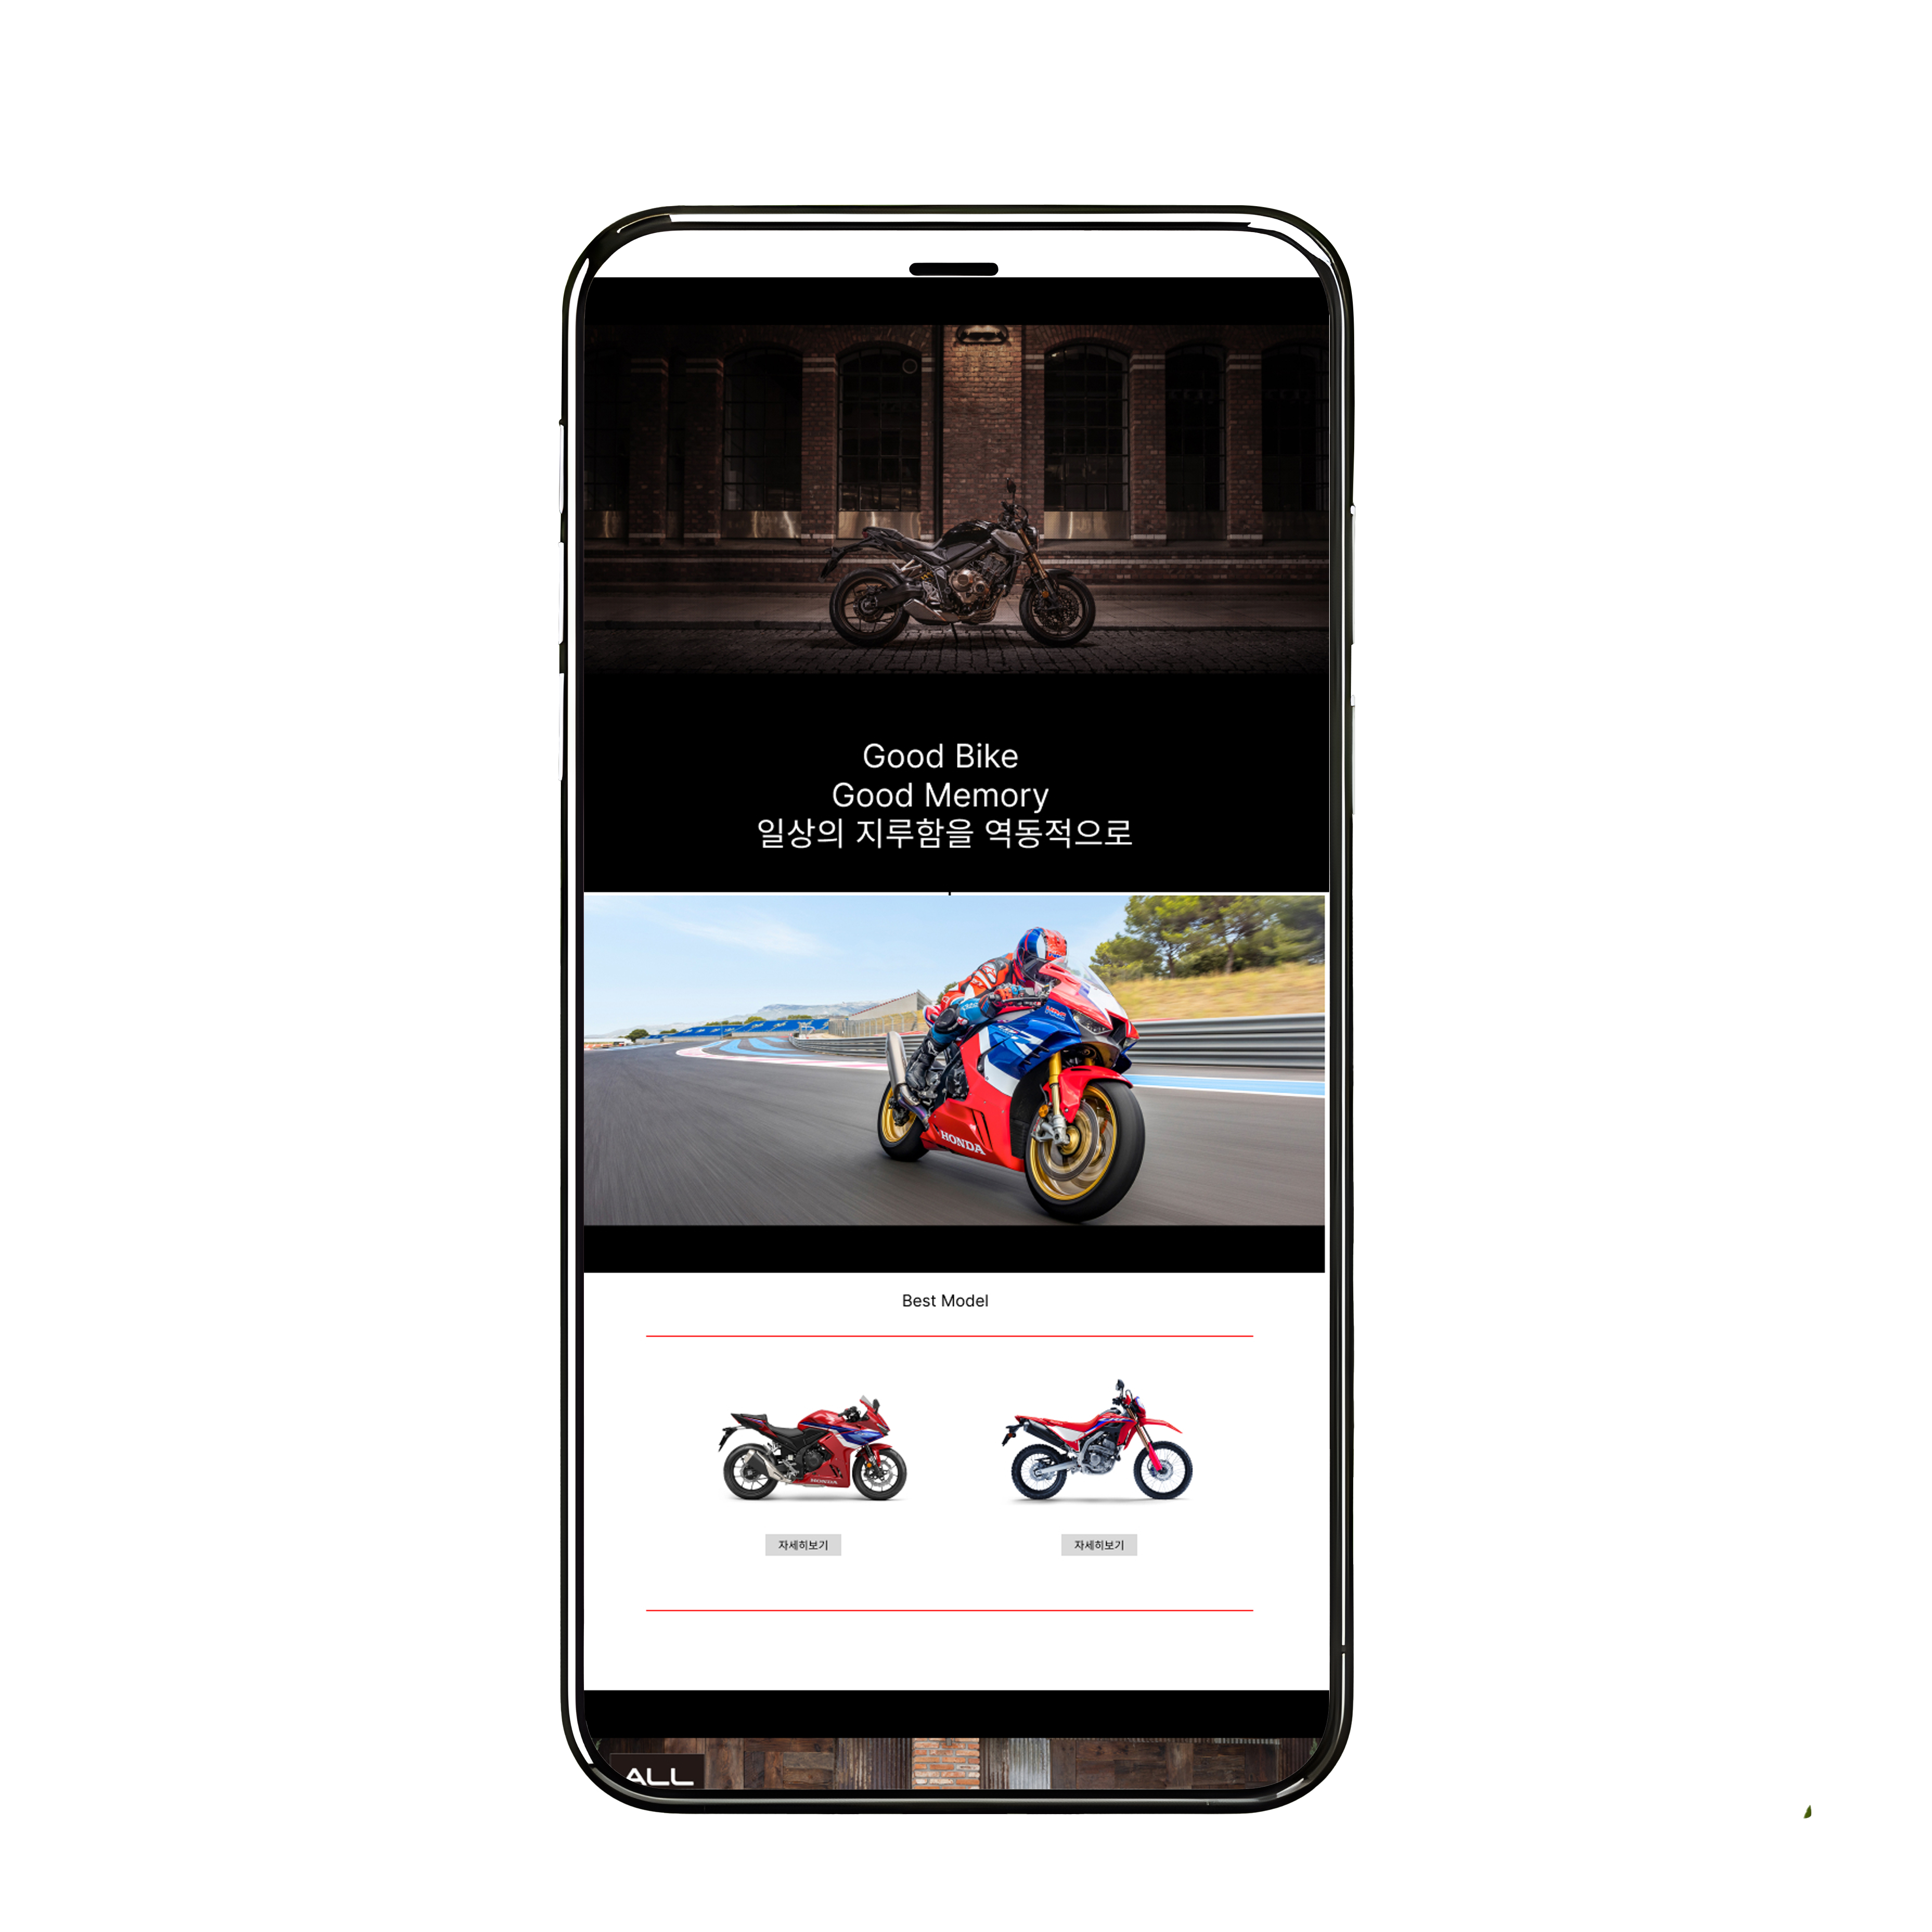 Good Bike
Good Memory
일상의 지루함을 역동적으로
HONDA
Best Model
HONDA
자세히보기 자세히보기
ALL